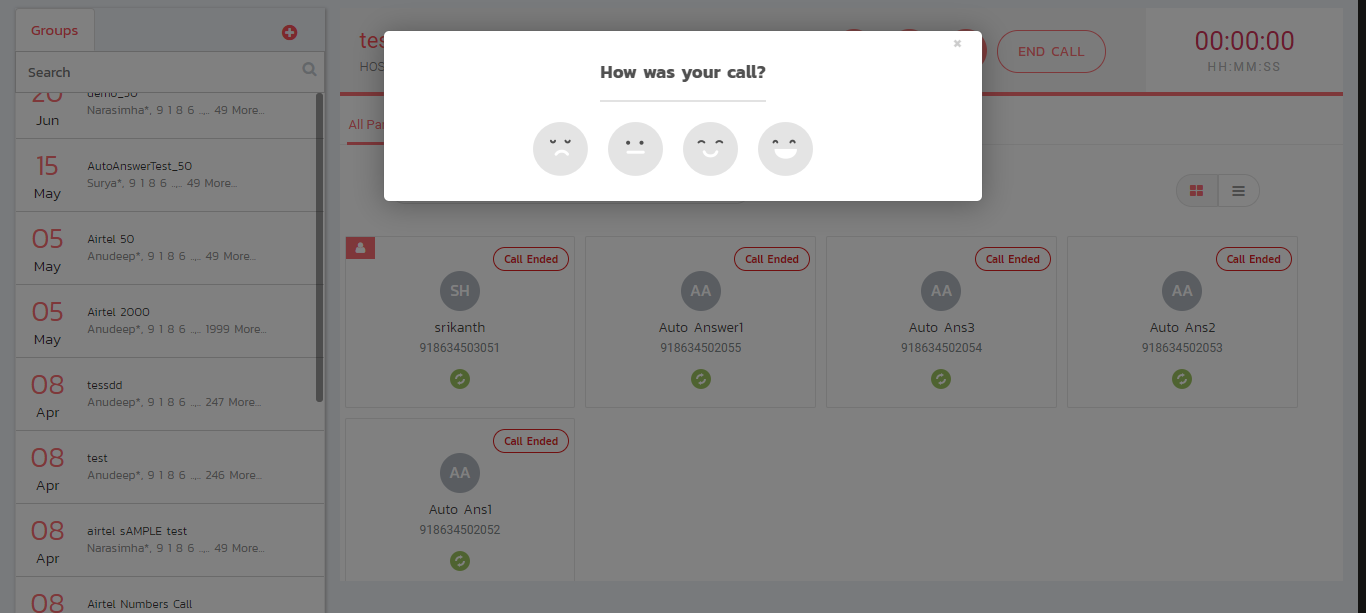 Groups
Search
20
Jun
demo_50
Narasimha*, 9 1 8 6 ..,.. 49 More...
15
May
AutoAnswerTest_50
Surya*, 9 1 8 6 ..,.. 49 More...
05
May
Airtel 50
Anudeep*, 9 1 8 6 ..,.. 49 More...
05
May
Airtel 2000
Anudeep*, 9 1 8 6 ..,.. 1999 More...
08
Apr
tessdd
Anudeep*, 9 1 8 6 ..,.. 247 More...
08
Apr
test
Anudeep*, 9 1 8 6 ..,.. 246 More...
08
Apr
airtel sAMPLE test
Narasimha*, 9 1 8 6 ..,.. 49 More...
08
Airtel Numbers Call
tes
HOS
END CALL
00:00:00
HH:MM:SS
All Par
×
How was your call?
Call Ended
SH
srikanth
918634503051
Call Ended
AA
Auto Answer1
918634502055
Call Ended
AA
Auto Ans3
918634502054
Call Ended
AA
Auto Ans2
918634502053
Call Ended
AA
Auto Ans1
918634502052